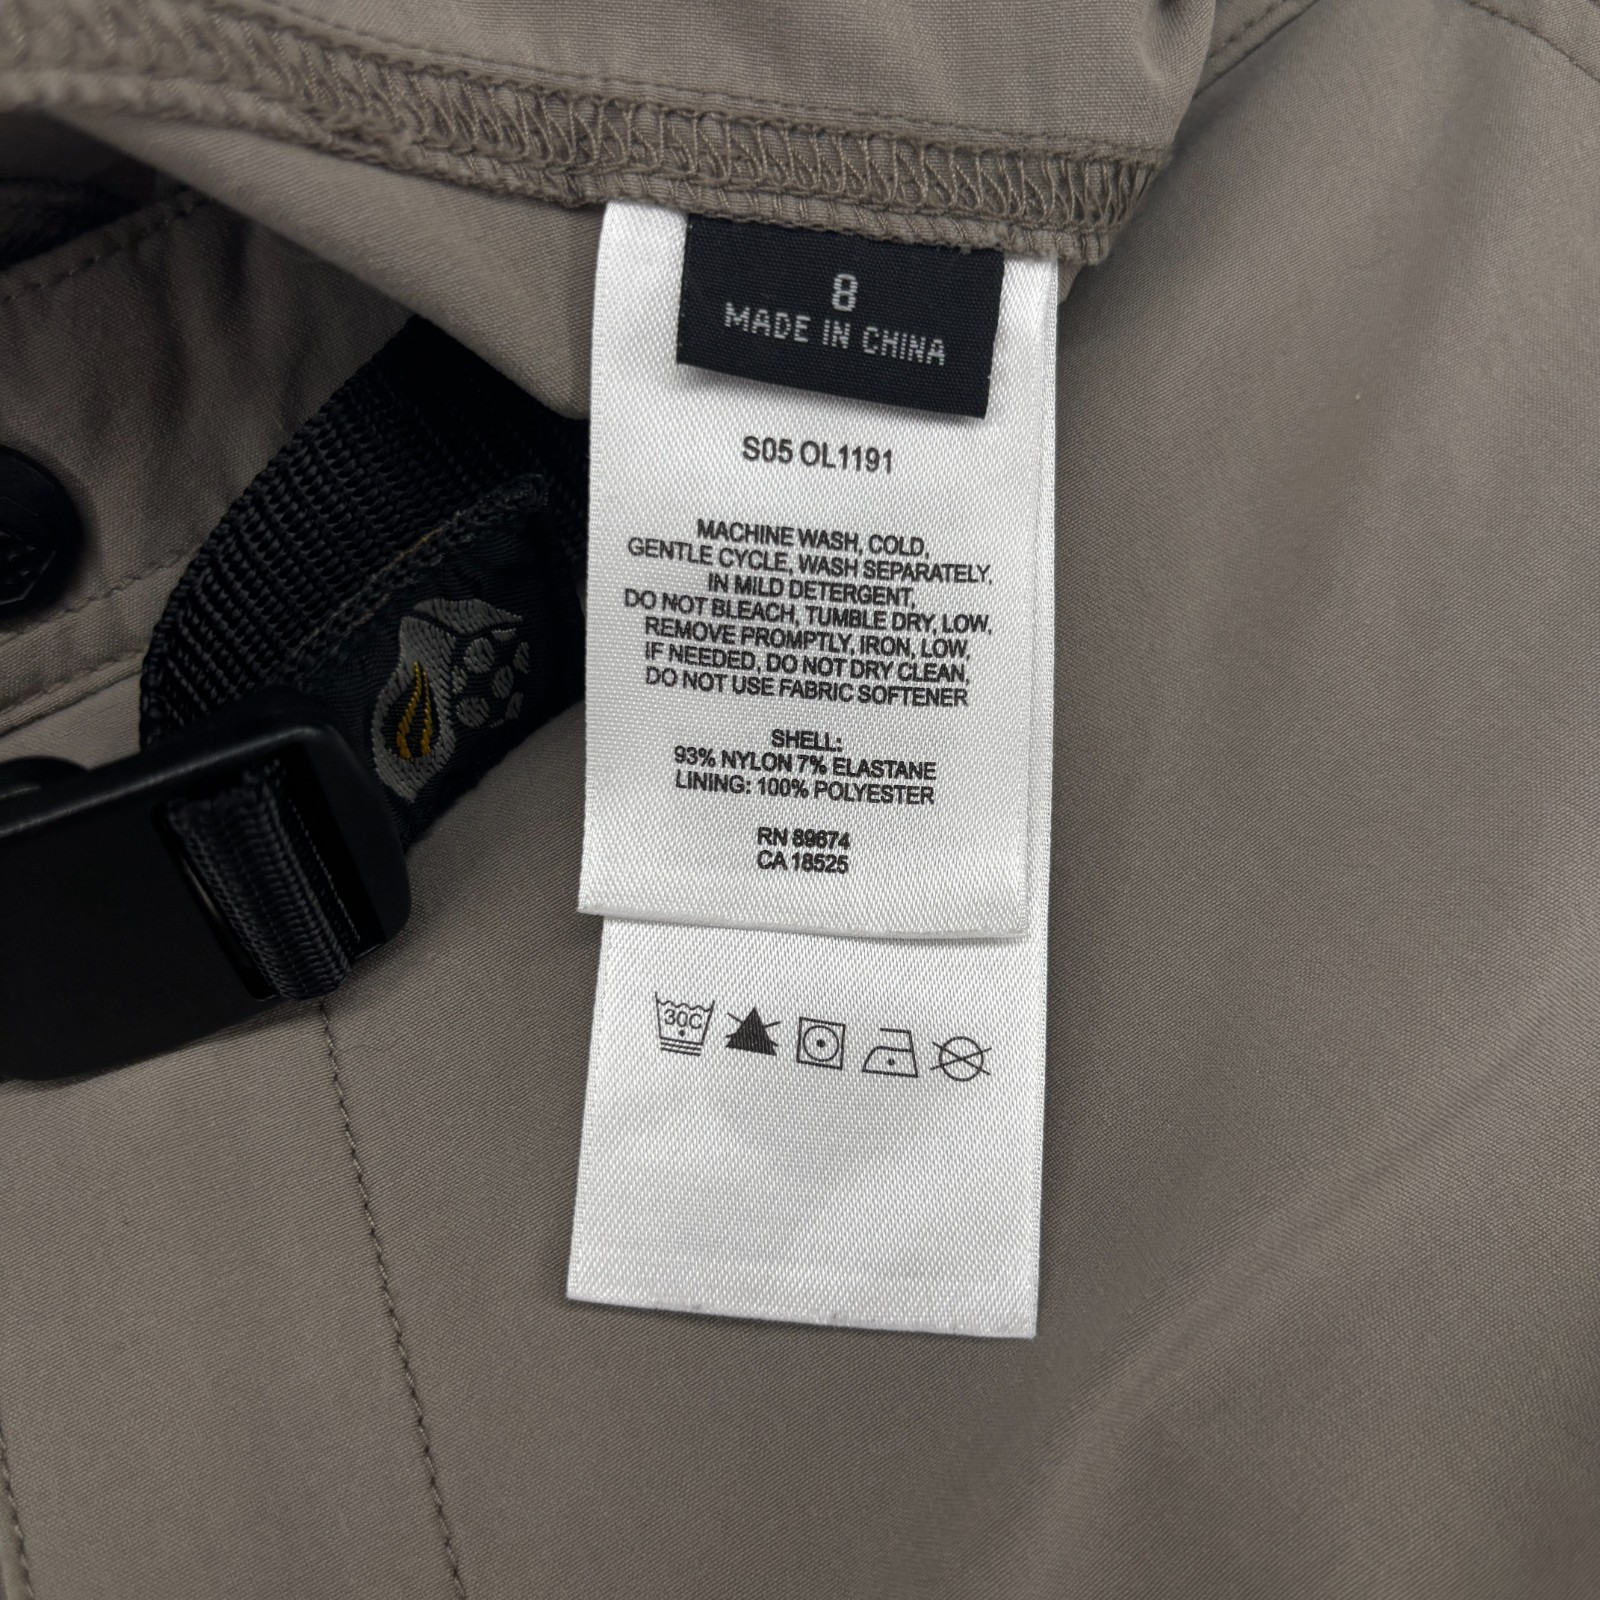 8
MADE IN CHINA
S05 OL1191
MACHINE WASH, COLD,
GENTLE CYCLE, WASH SEPARATELY,
IN MILD DETERGENT,
DO NOT BLEACH, TUMBLE DRY, LOW,
REMOVE PROMPTLY, IRON, LOW,
IF NEEDED, DO NOT DRY CLEAN,
DO NOT USE FABRIC SOFTENER
SHELL:
93% NYLON 7% ELASTANE
LINING: 100% POLYESTER
RN 89674
CA 18525
30C